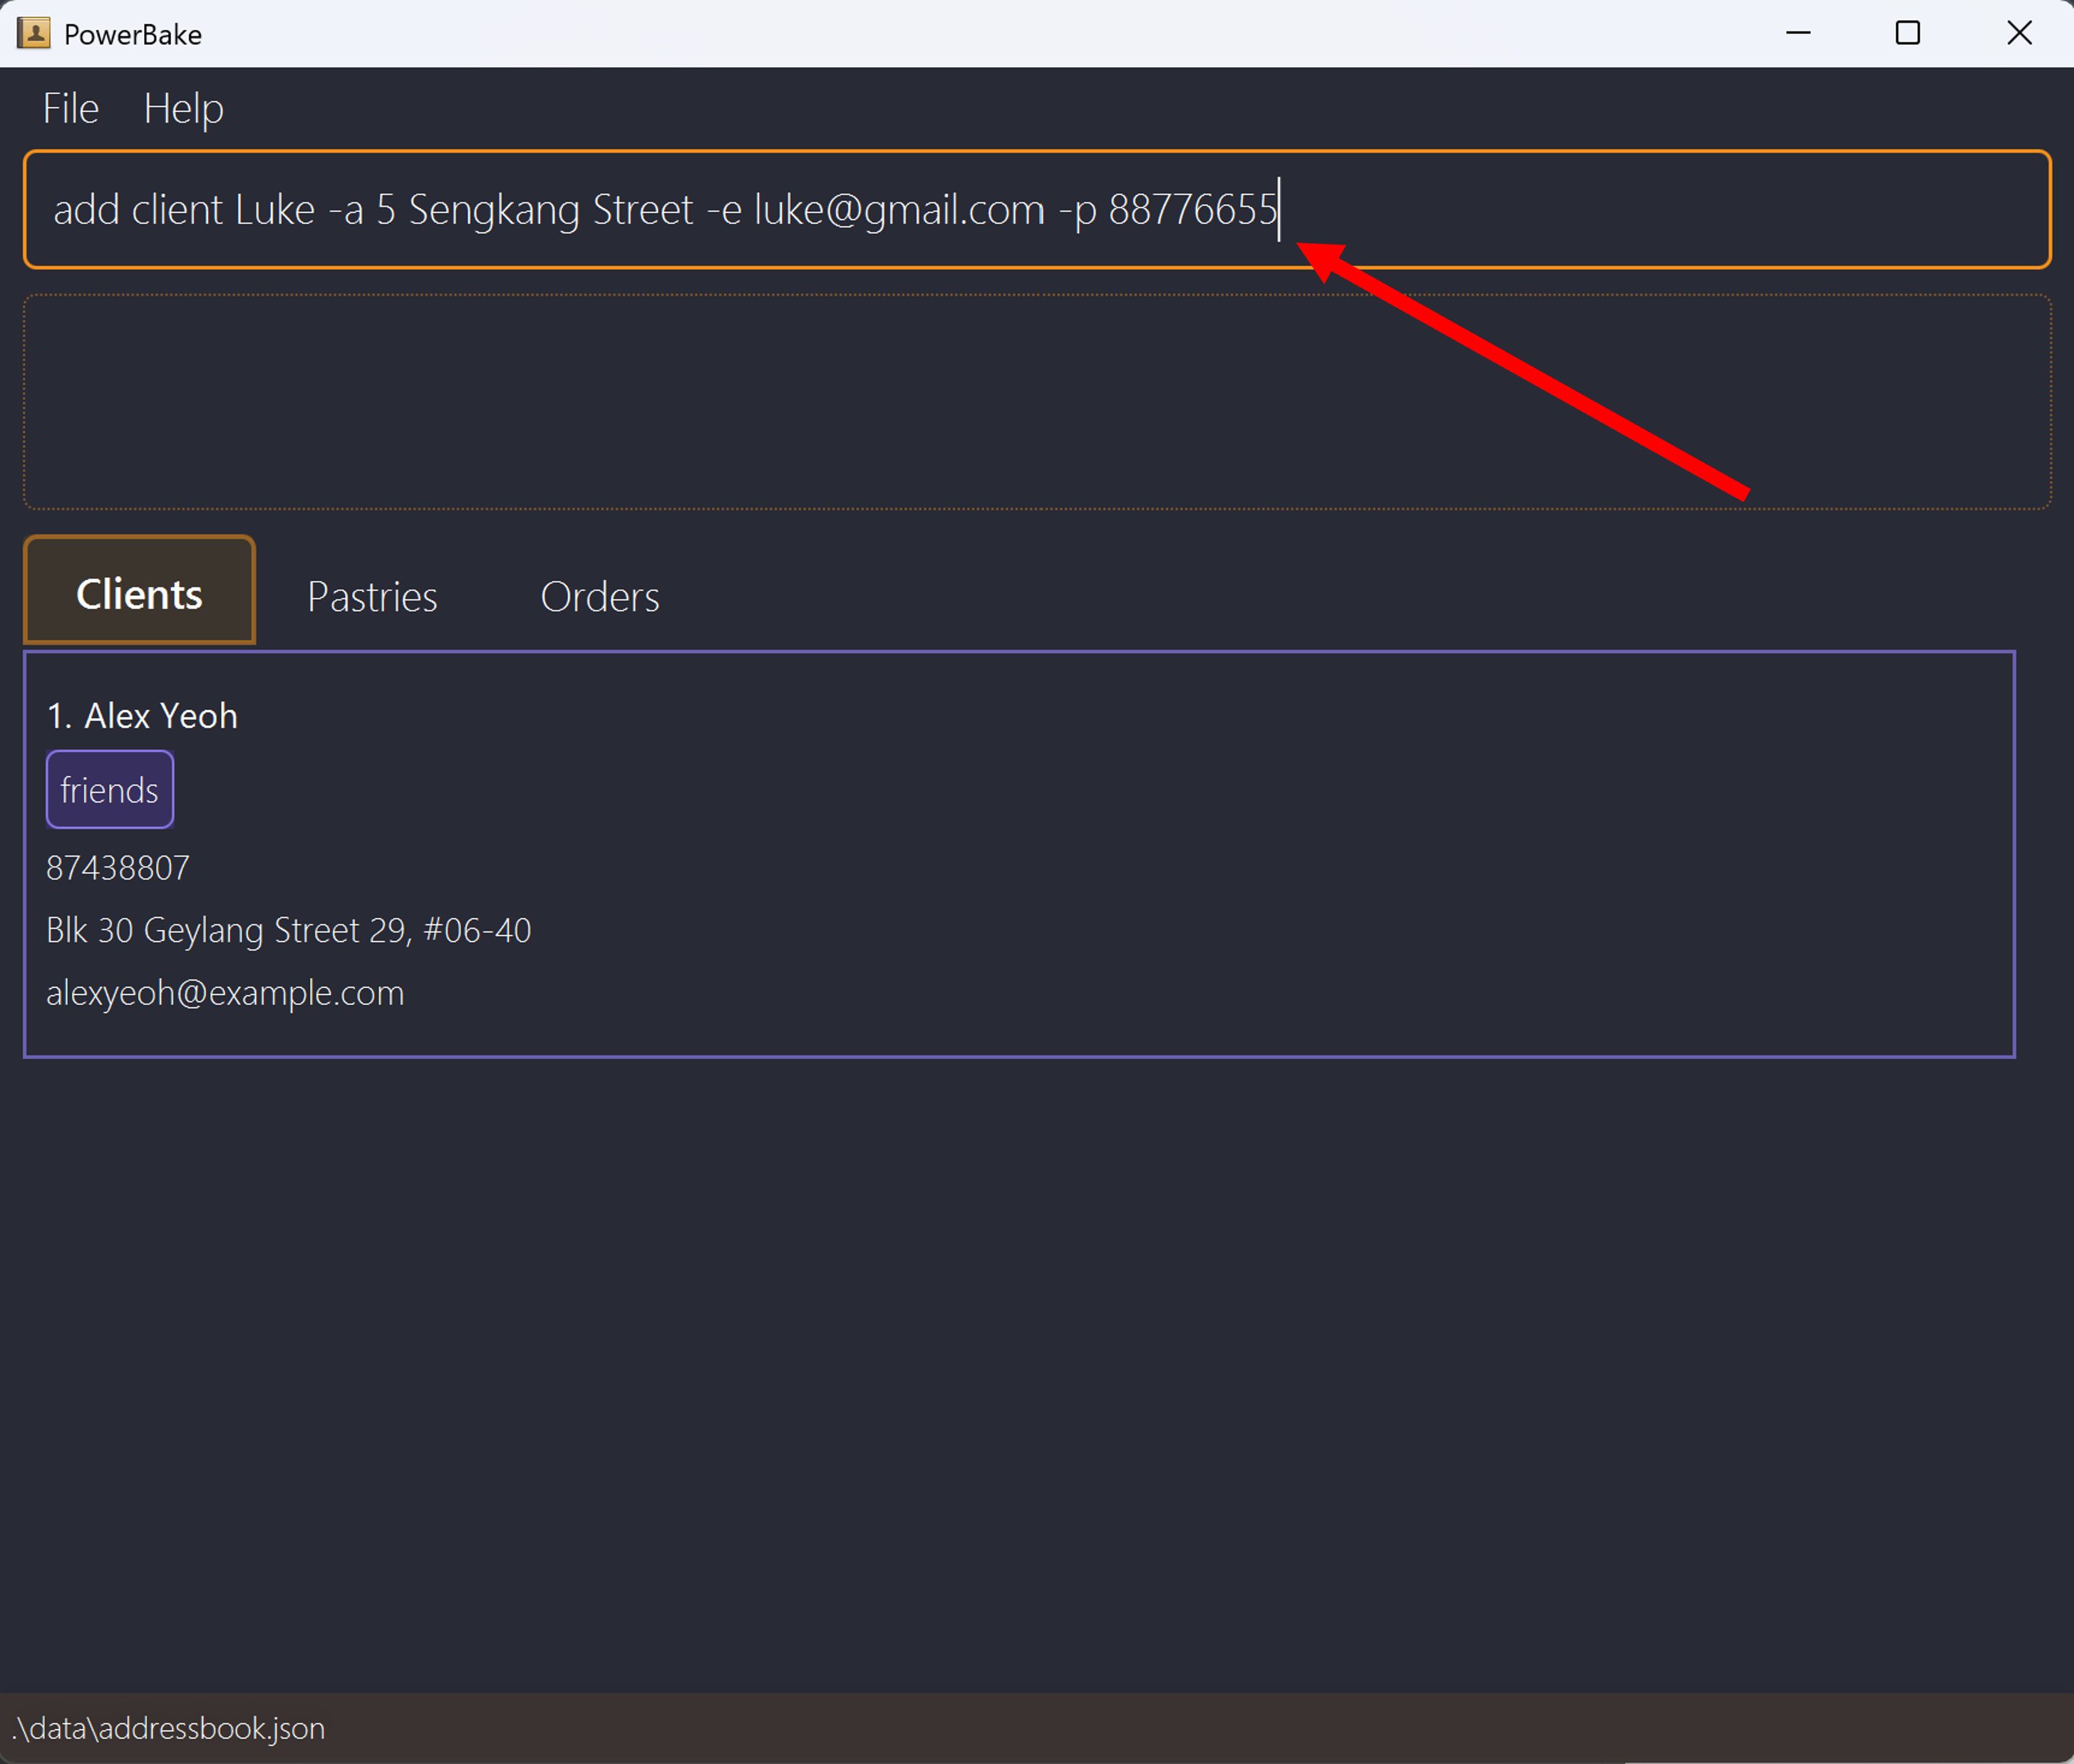 PowerBake
File Help
add client Luke -a 5 Sengkang Street -e luke@gmail.com -p 88776655
Clients Pastries Orders
1. Alex Yeoh
friends
87438807
Blk 30 Geylang Street 29, #06-40
alexyeoh@example.com
.\data\addressbook.json